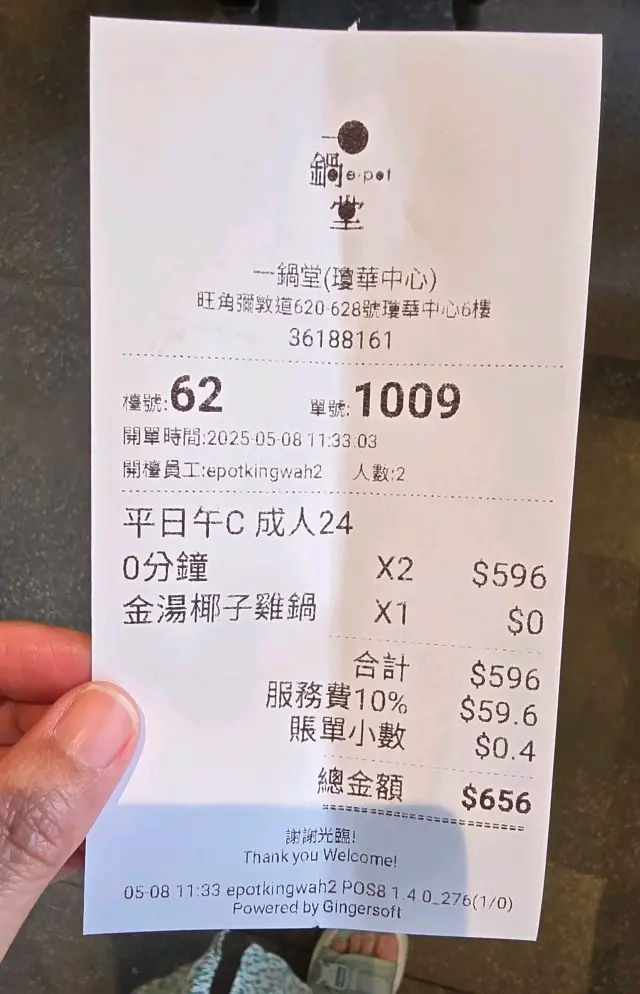 一
鍋 e·pot
堂
一鍋堂(瓊華中心)
旺角彌敦道620-628號瓊華中心6樓
36188161
檯號:62 單號:1009
開單時間:2025-05-08 11:33:03
開檯員工:epotkingwah2 人數:2
平日午C 成人24
0分鐘 X2 $596
金湯椰子雞鍋 X1 $0
合計 $596
服務費10% $59.6
賬單小數 $0.4
總金額 $656
謝謝光臨!
Thank you Welcome!
05-08 11:33 epotkingwah2 POS8 1.4.0_276(1/0)
Powered by Gingersoft